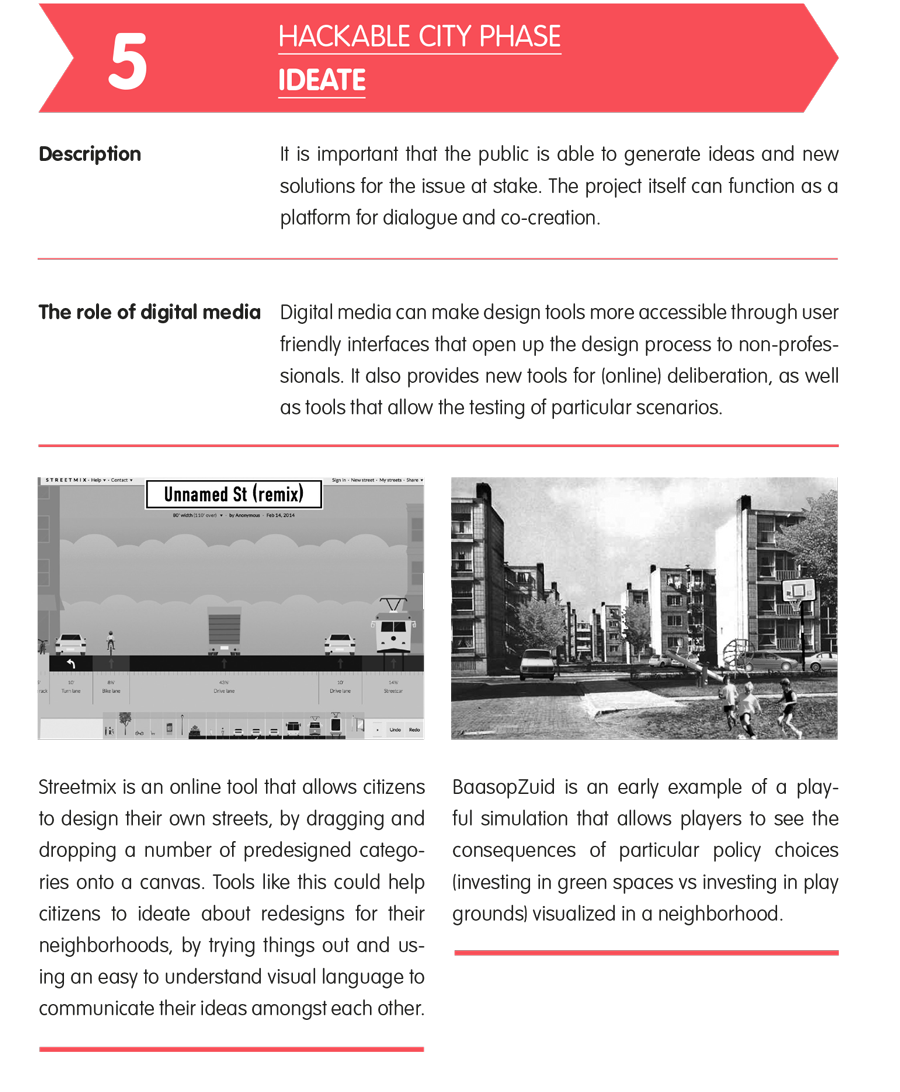 5
HACKABLE CITY PHASE
IDEATE
Description
It is important that the public is able to generate ideas and new
solutions for the issue at stake. The project itself can function as a
platform for dialogue and co-creation.
The role of digital media
Digital media can make design tools more accessible through user
friendly interfaces that open up the design process to non-profes-
sionals. It also provides new tools for (online) deliberation, as well
as tools that allow the testing of particular scenarios.
STREETMIX · Help ▾ · Contact ▾
Sign in · New street · My streets · Share ▾
Unnamed St (remix)
80' width (110' over) ▾ · by Anonymous · Feb 14, 2014
10'
10'
Turn lane
Bike lane
Drive lane
Drive lane
Streetcar
Undo
Redo
Streetmix is an online tool that allows citizens
to design their own streets, by dragging and
dropping a number of predesigned catego-
ries onto a canvas. Tools like this could help
citizens to ideate about redesigns for their
neighborhoods, by trying things out and us-
ing an easy to understand visual language to
communicate their ideas amongst each other.
BaasopZuid is an early example of a play-
ful simulation that allows players to see the
consequences of particular policy choices
(investing in green spaces vs investing in play
grounds) visualized in a neighborhood.